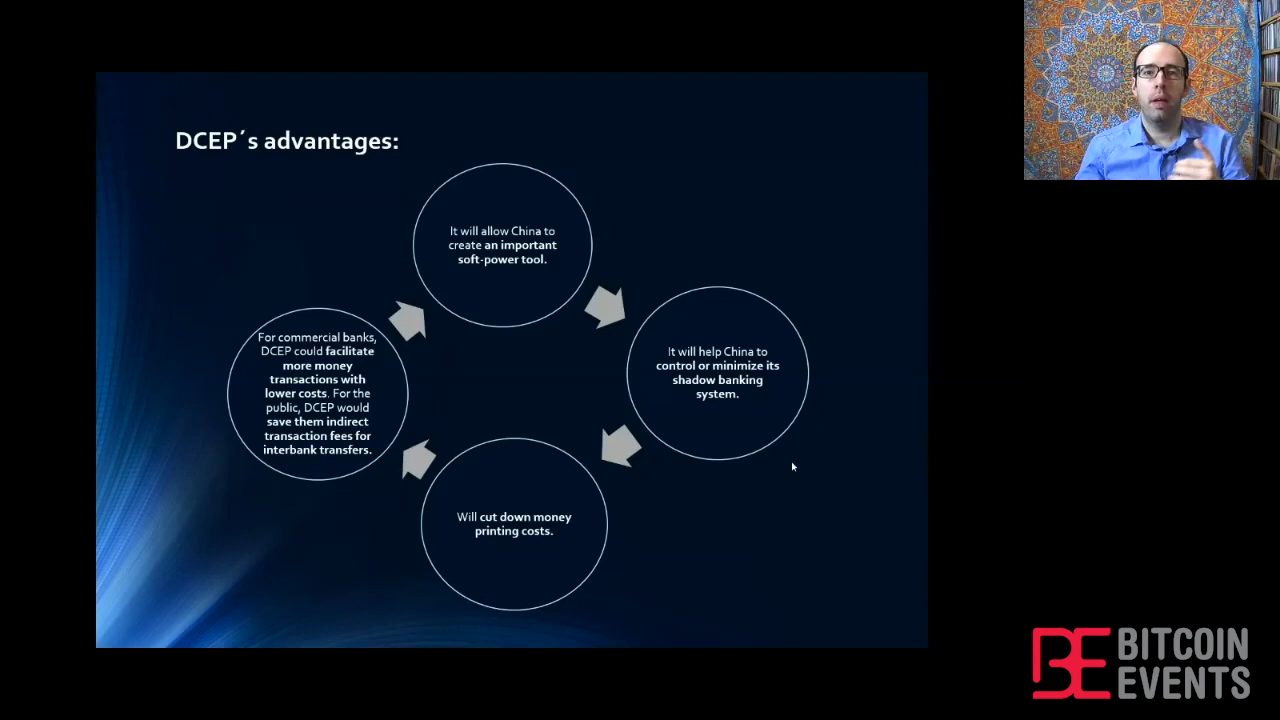 DCEP´s advantages:
It will allow China to
create an important
soft-power tool.
It will help China to
control or minimize its
shadow banking
system.
Will cut down money
printing costs.
For commercial banks,
DCEP could facilitate
more money
transactions with
lower costs. For the
public, DCEP would
save them indirect
transaction fees for
interbank transfers.
BE BITCOIN
EVENTS